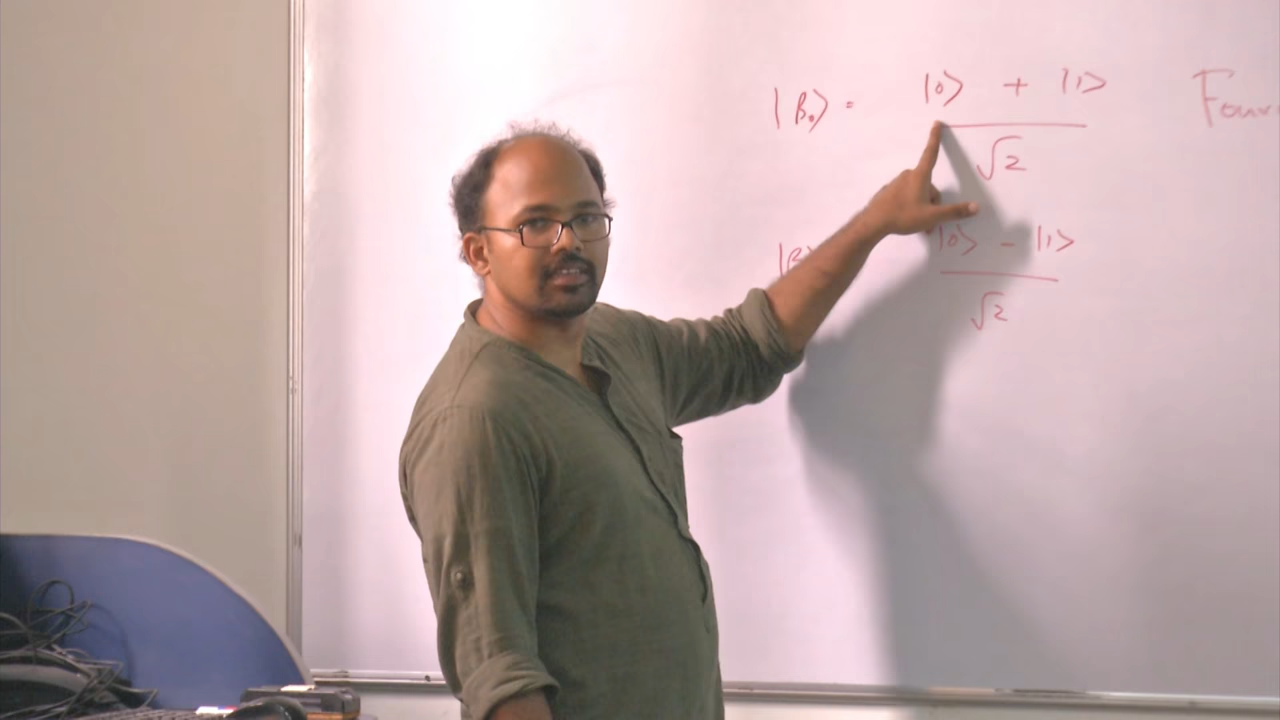 |β₀⟩ = |0⟩ + |1⟩ / √2
|0⟩ - |1⟩ / √2